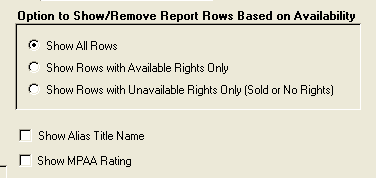 Option to Show/Remove Report Rows Based on Availability
Show All Rows
Show Rows with Available Rights Only
Show Rows with Unavailable Rights Only (Sold or No Rights)
Show Alias Title Name
Show MPAA Rating